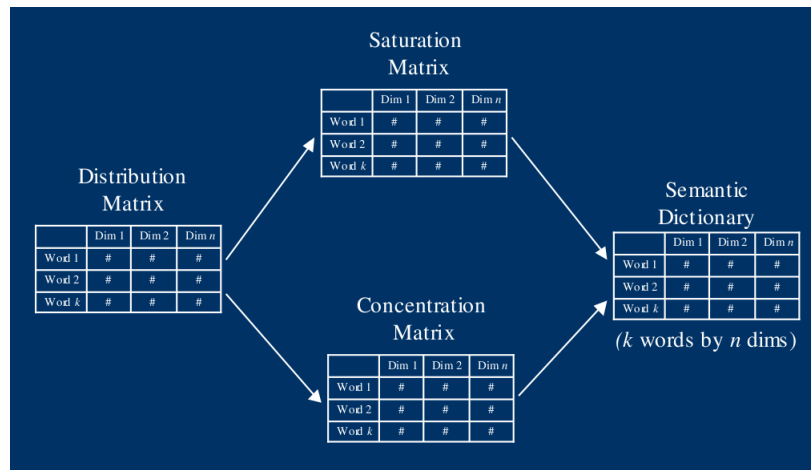 Saturation
Matrix
Dim 1 Dim 2 Dim n
Word 1 # # #
Word 2 # # #
Word k # # #
Distribution
Matrix
Dim 1 Dim 2 Dim n
Word 1 # # #
Word 2 # # #
Word k # # #
Concentration
Matrix
Dim 1 Dim 2 Dim n
Word 1 # # #
Word 2 # # #
Word k # # #
Semantic
Dictionary
Dim 1 Dim 2 Dim n
Word 1 # # #
Word 2 # # #
Word k # # #
(k words by n dims)